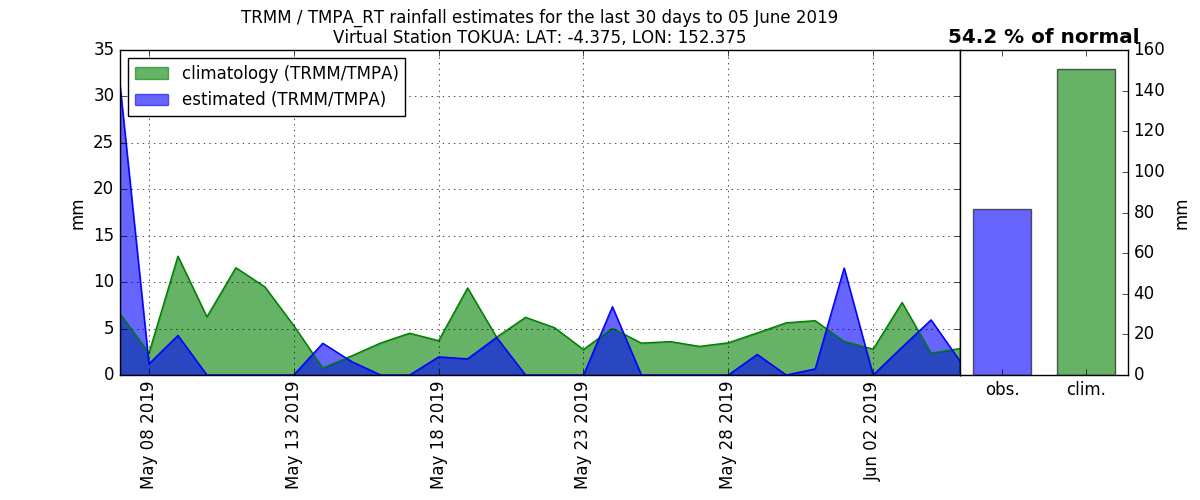 TRMM / TMPA_RT rainfall estimates for the last 30 days to 05 June 2019
Virtual Station TOKUA: LAT: -4.375, LON: 152.375
54.2 % of normal
climatology (TRMM/TMPA)
estimated (TRMM/TMPA)
35
30
25
20
15
10
5
0
mm
May 08 2019
May 13 2019
May 18 2019
May 23 2019
May 28 2019
Jun 02 2019
obs.
clim.
160
140
120
100
80
60
40
20
0
mm